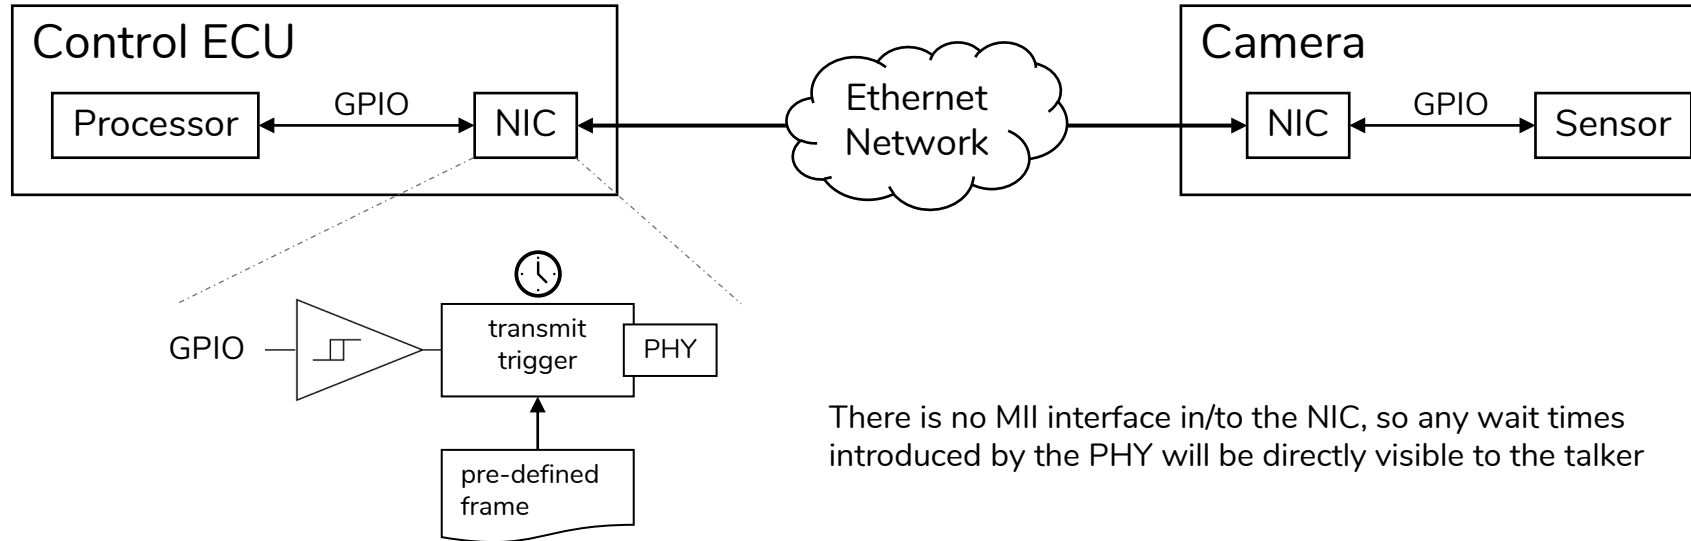 Control ECU
Processor
GPIO
NIC
Ethernet
Network
Camera
NIC
GPIO
Sensor
GPIO
transmit
trigger
PHY
pre-defined
frame
There is no MII interface in/to the NIC, so any wait times
introduced by the PHY will be directly visible to the talker